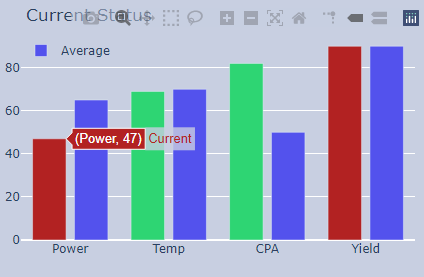 Current Status
Average
80
60
40
20
0
(Power, 47) Current
Power Temp CPA Yield